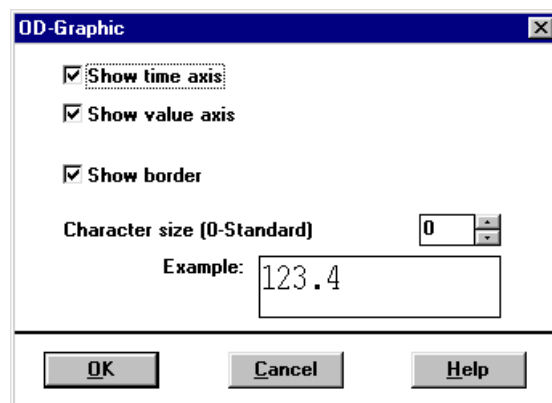 OD-Graphic
Show time axis
Show value axis
Show border
Character size (0-Standard) 0
Example: 123.4
OK Cancel Help